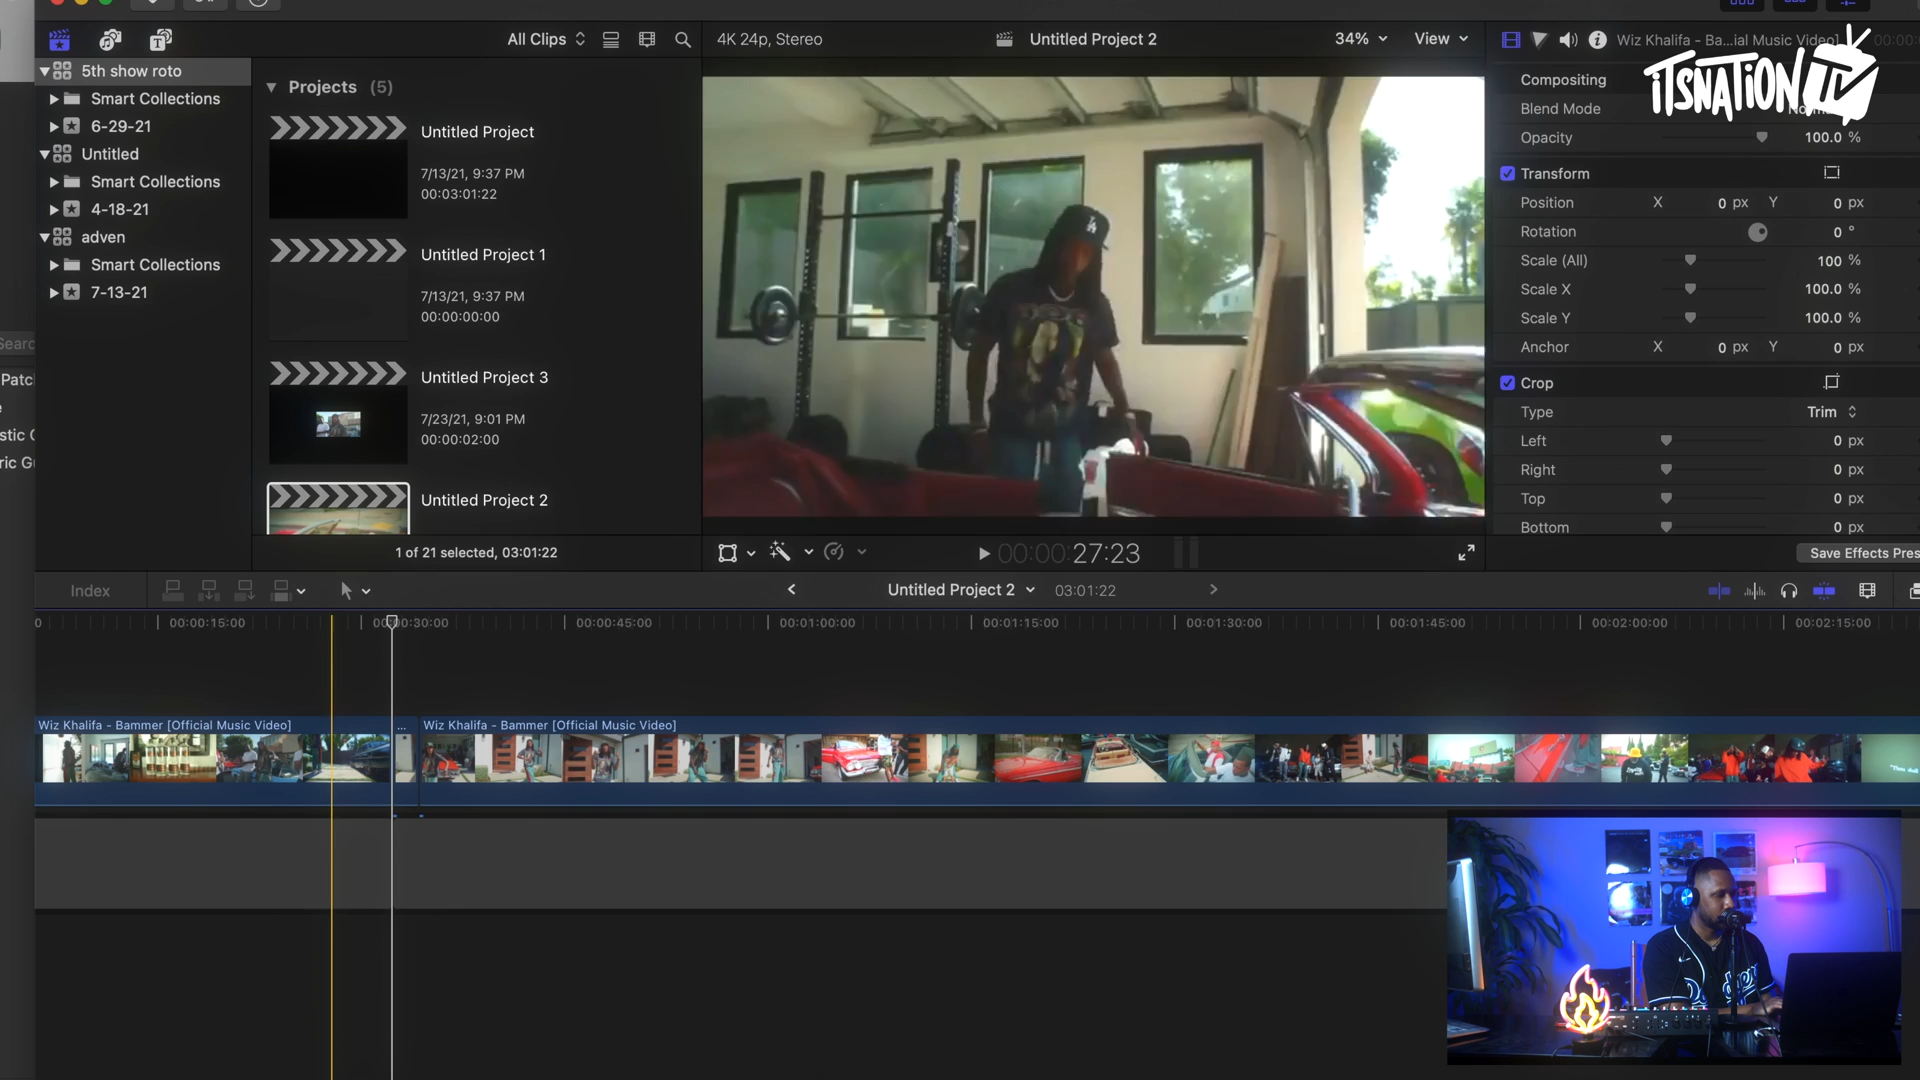 All Clips
4K 24p, Stereo
Untitled Project 2
34%
View
Wiz Khalifa - Ba...ial Music Video]
ITSNATION TV
5th show roto
Smart Collections
6-29-21
Untitled
Smart Collections
4-18-21
adven
Smart Collections
7-13-21
Projects (5)
Untitled Project
7/13/21, 9:37 PM
00:03:01:22
Untitled Project 1
7/13/21, 9:37 PM
00:00:00:00
Untitled Project 3
7/23/21, 9:01 PM
00:00:02:00
Untitled Project 2
1 of 21 selected, 03:01:22
LA
Compositing
Blend Mode
Opacity 100.0 %
Transform
Position X 0 px Y 0 px
Rotation 0 °
Scale (All) 100 %
Scale X 100.0 %
Scale Y 100.0 %
Anchor X 0 px Y 0 px
Crop
Type Trim
Left 0 px
Right 0 px
Top 0 px
Bottom 0 px
Save Effects Pres
00:00:27:23
Index
Untitled Project 2
03:01:22
00:00:15:00
00:00:30:00
00:00:45:00
00:01:00:00
00:01:15:00
00:01:30:00
00:01:45:00
00:02:00:00
00:02:15:00
Wiz Khalifa - Bammer [Official Music Video]
...
Wiz Khalifa - Bammer [Official Music Video]